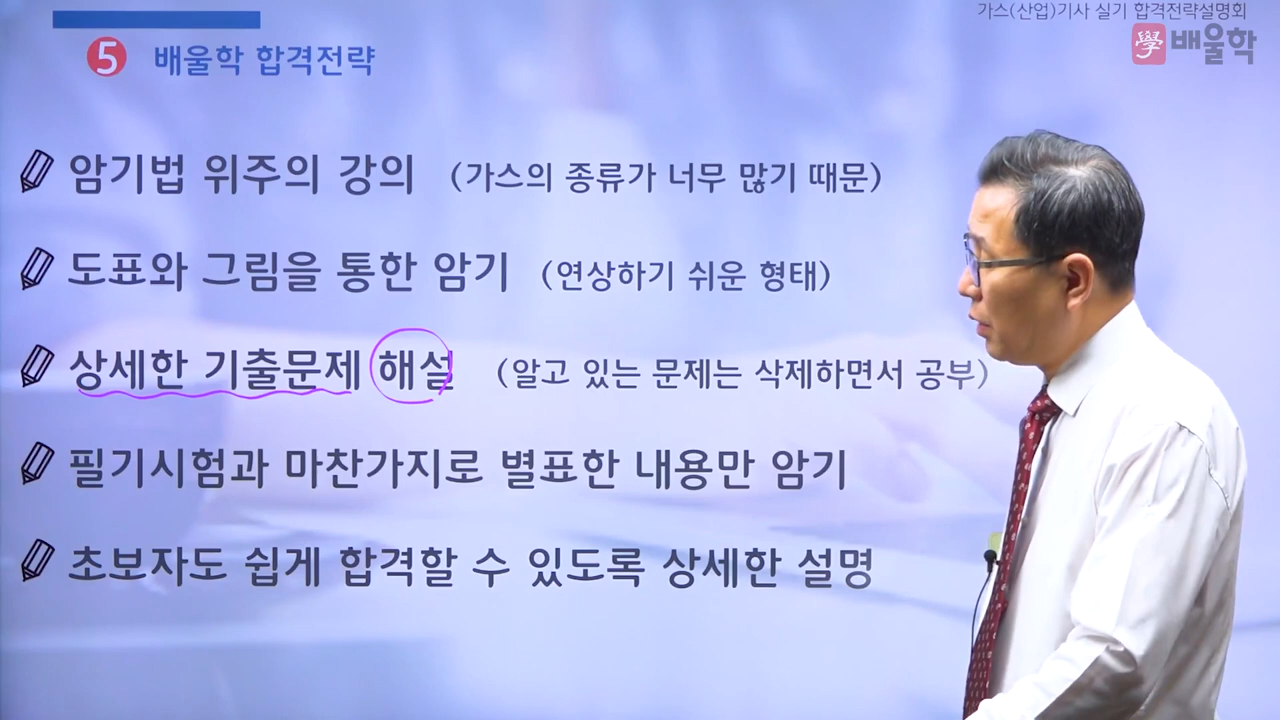 가스(산업)기사 실기 합격전략설명회
學 배울학
5 배울학 합격전략
암기법 위주의 강의 (가스의 종류가 너무 많기 때문)
도표와 그림을 통한 암기 (연상하기 쉬운 형태)
상세한 기출문제 해설 (알고 있는 문제는 삭제하면서 공부)
필기시험과 마찬가지로 별표한 내용만 암기
초보자도 쉽게 합격할 수 있도록 상세한 설명